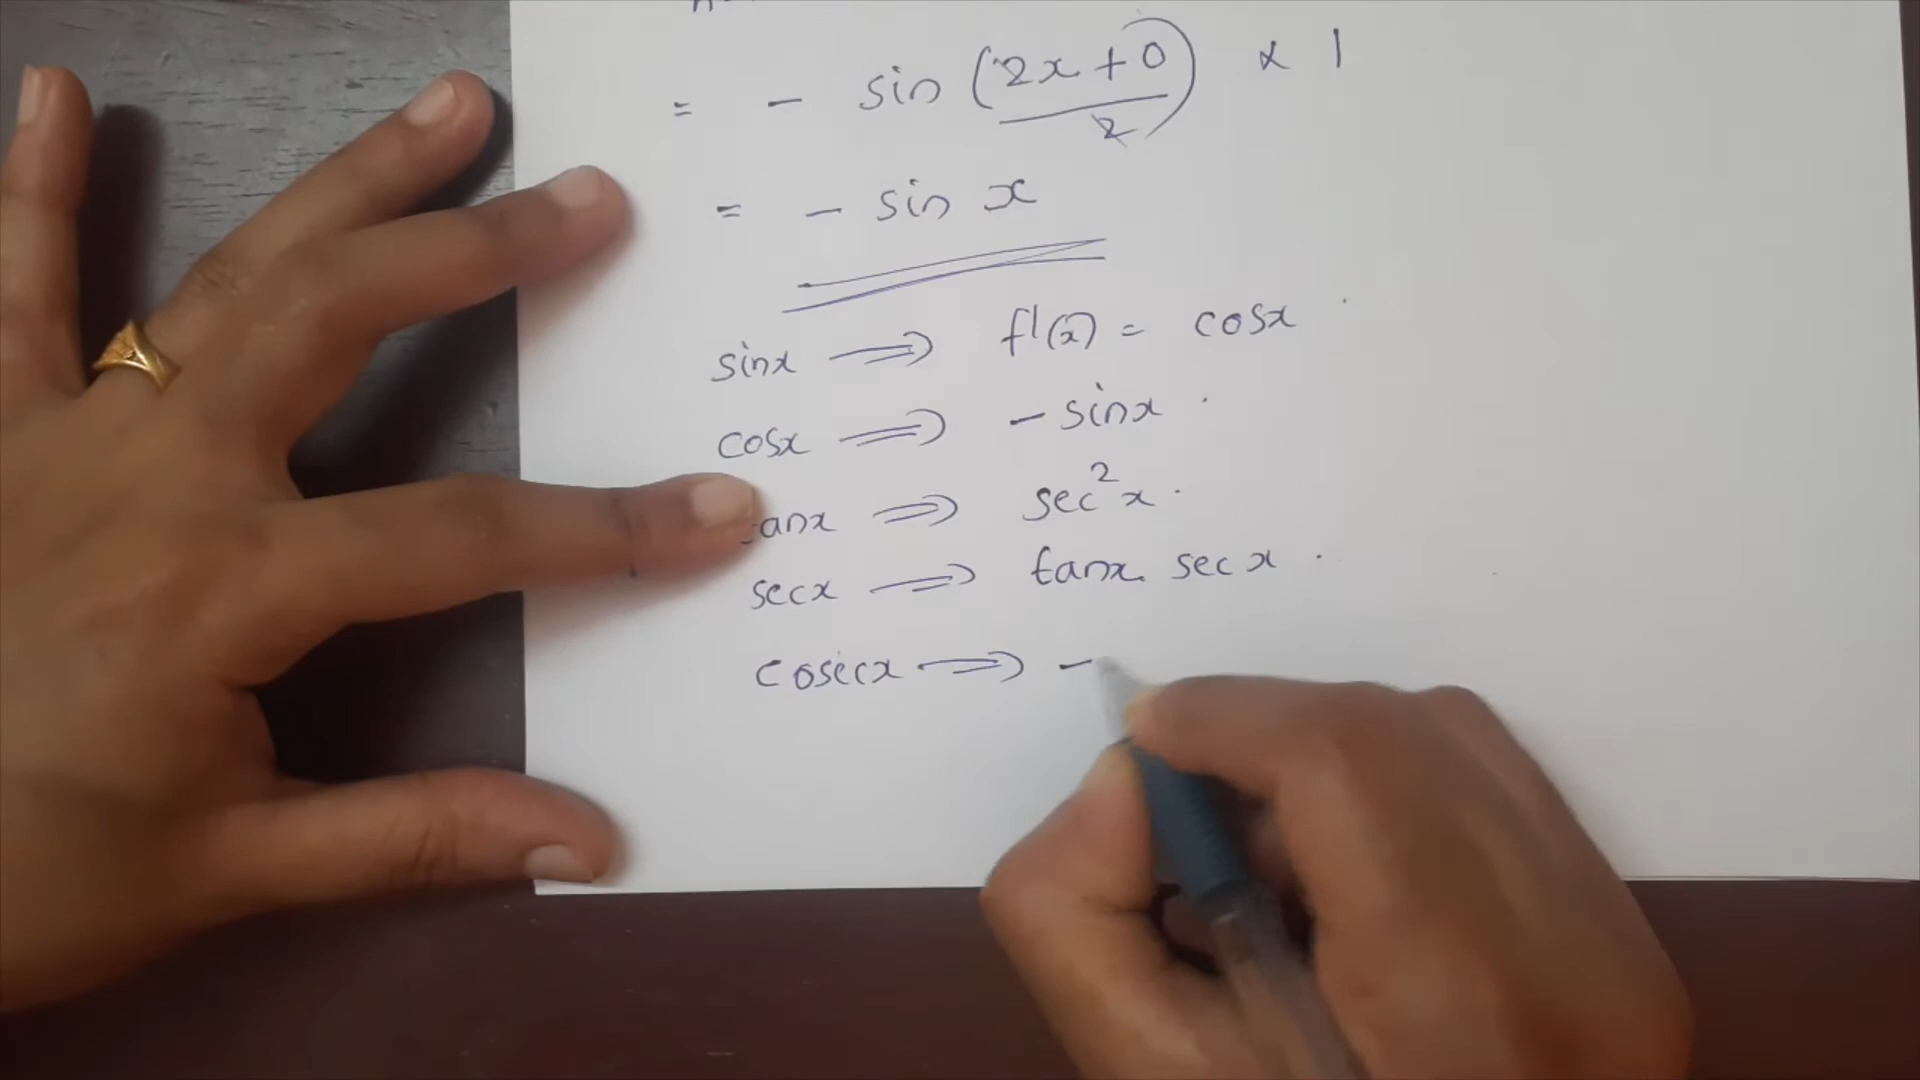 = - sin (2x+0/2) x 1
= - sin x
sinx ⟹ f'(x) = cosx .
cosx ⟹ - sinx .
anx ⟹ sec²x .
secx ⟹ tanx secx .
cosecx ⟹ -